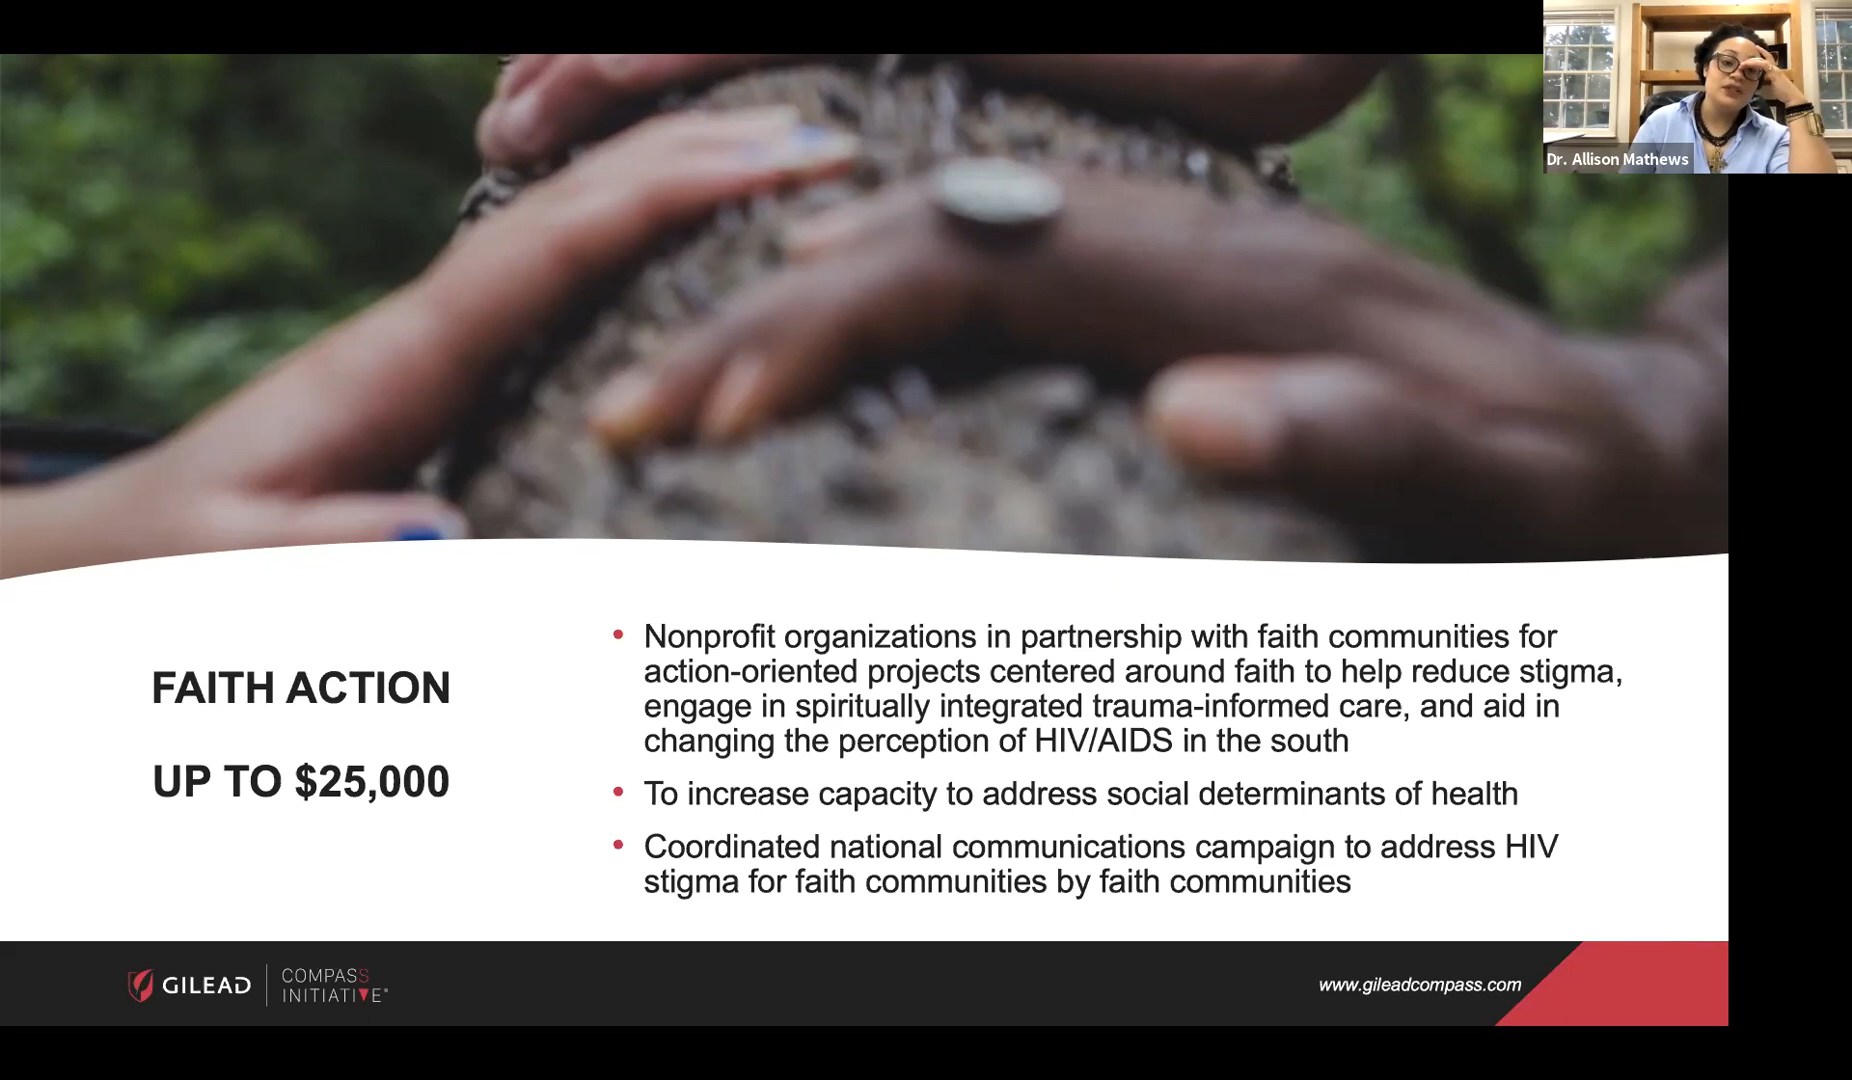 Dr. Allison Mathews
FAITH ACTION
UP TO $25,000
• Nonprofit organizations in partnership with faith communities for
action-oriented projects centered around faith to help reduce stigma,
engage in spiritually integrated trauma-informed care, and aid in
changing the perception of HIV/AIDS in the south
• To increase capacity to address social determinants of health
• Coordinated national communications campaign to address HIV
stigma for faith communities by faith communities
GILEAD
COMPASS
INITIATIVE®
www.gileadcompass.com